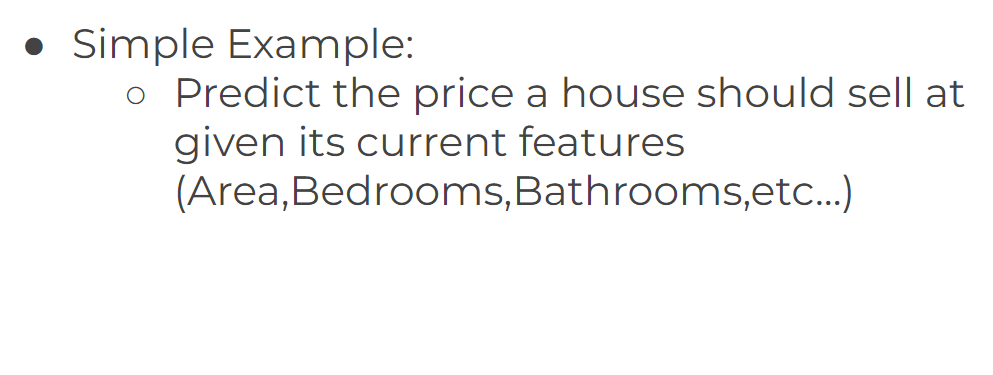 ● Simple Example:
○ Predict the price a house should sell at
given its current features
(Area,Bedrooms,Bathrooms,etc...)